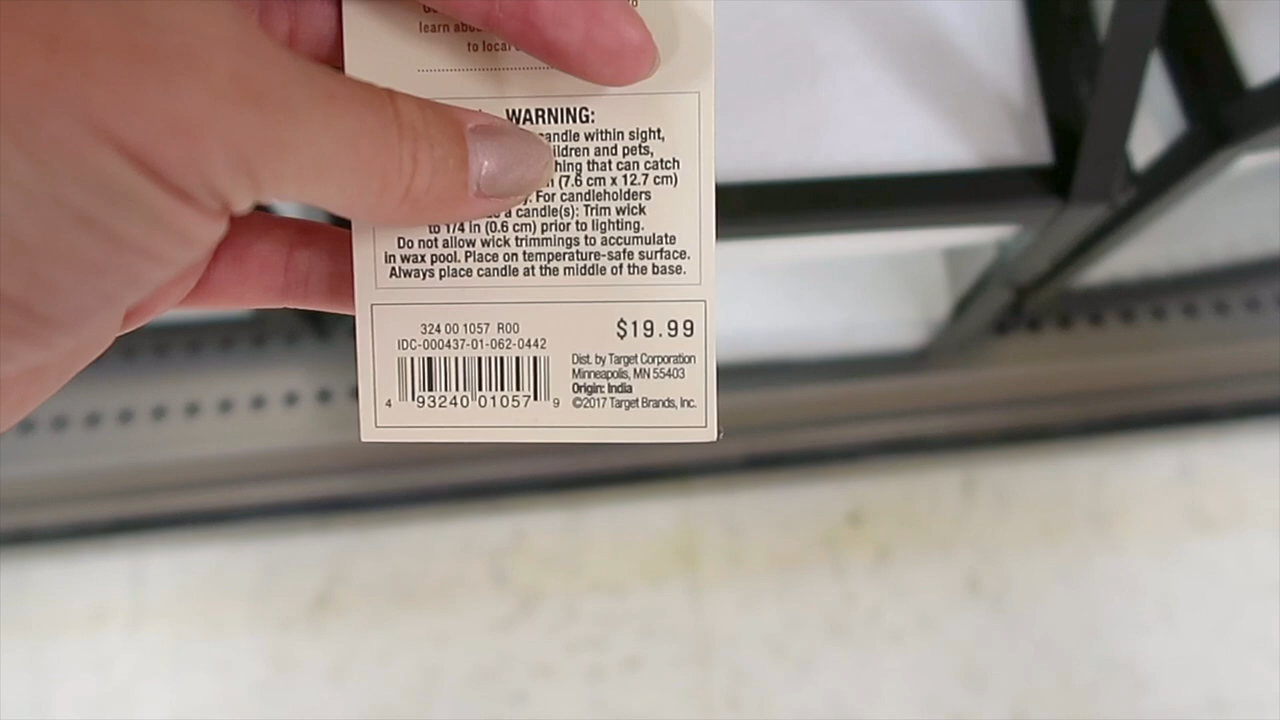 learn
to local
WARNING:
candle within sight,
children and pets,
thing that can catch
(7.6 cm x 12.7 cm)
For candleholders
a candle(s): Trim wick
to 1/4 in (0.6 cm) prior to lighting.
Do not allow wick trimmings to accumulate
in wax pool. Place on temperature-safe surface.
Always place candle at the middle of the base.
324 00 1057 R00
IDC-000437-01-062-0442
4 93240 01057 9
$19.99
Dist. by Target Corporation
Minneapolis, MN 55403
Origin: India
©2017 Target Brands, Inc.